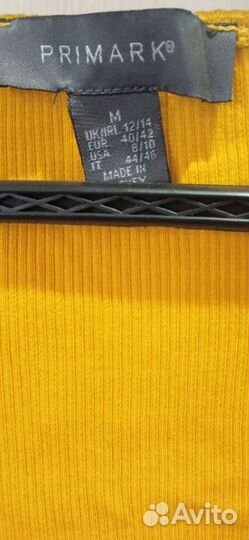 PRIMARK®
M
UK/IRL 12/14
EUR 40/42
USA 8/10
IT 44/46
MADE IN
Avito